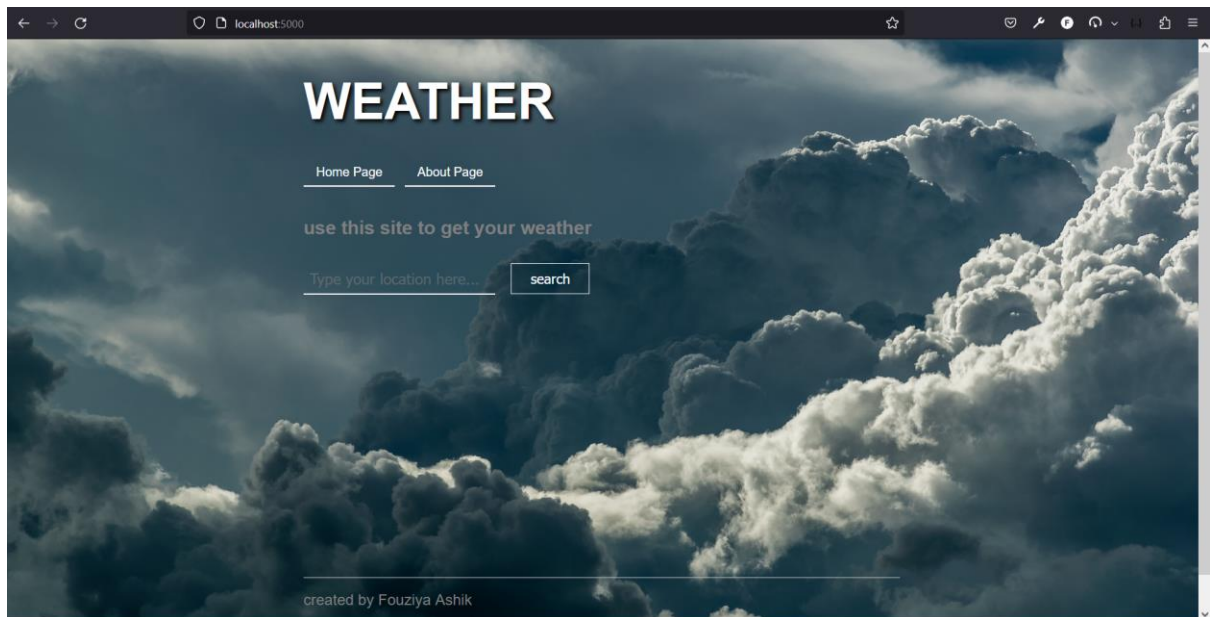 localhost:5000
WEATHER
Home Page About Page
use this site to get your weather
Type your location here... search
created by Fouziya Ashik